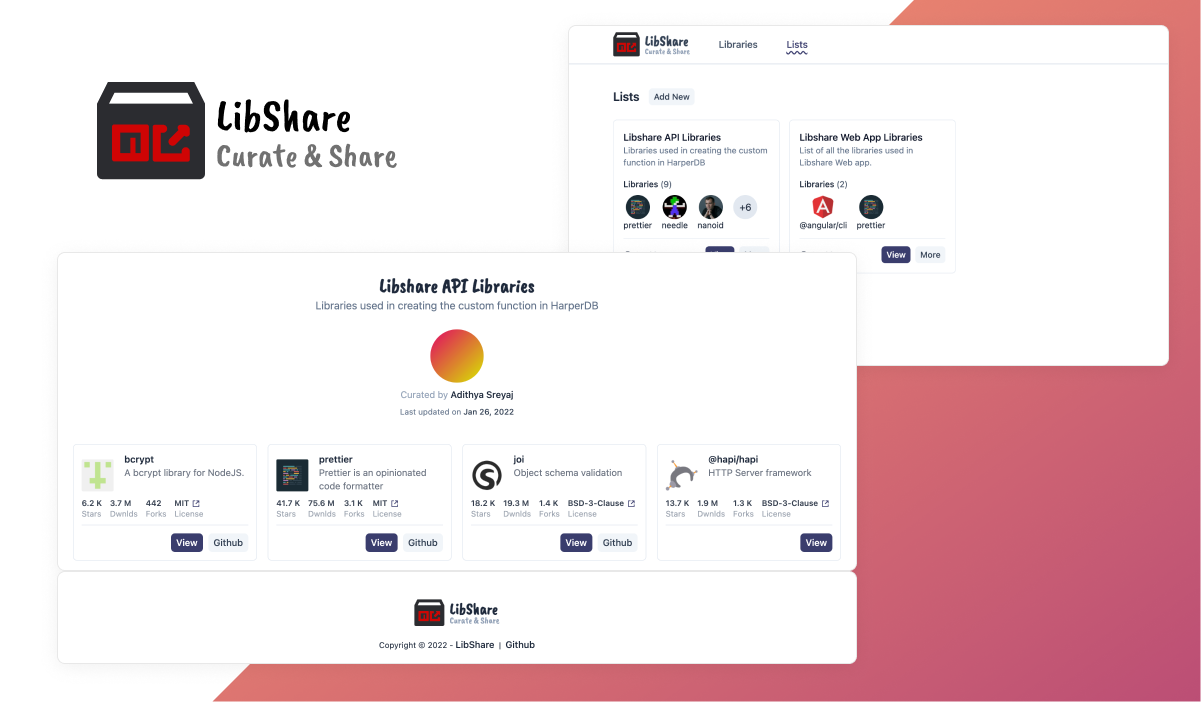 LibShare
Curate & Share
LibShare
Curate & Share
Libraries
Lists
Lists
Add New
Libshare API Libraries
Libraries used in creating the custom
function in HarperDB
Libraries (9)
prettier
needle
nanoid
+6
Libshare Web App Libraries
List of all the libraries used in
Libshare Web app.
Libraries (2)
@angular/cli
prettier
View
More
Libshare API Libraries
Libraries used in creating the custom function in HarperDB
Curated by Adithya Sreyaj
Last updated on Jan 26, 2022
bcrypt
A bcrypt library for NodeJS.
6.2 K 3.7 M 442 MIT
Stars Dwnlds Forks License
View Github
prettier
Prettier is an opinionated
code formatter
41.7 K 75.6 M 3.1 K MIT
Stars Dwnlds Forks License
View Github
joi
Object schema validation
18.2 K 19.3 M 1.4 K BSD-3-Clause
Stars Dwnlds Forks License
View Github
@hapi/hapi
HTTP Server framework
13.7 K 1.9 M 1.3 K BSD-3-Clause
Stars Dwnlds Forks License
View
LibShare
Curate & Share
Copyright © 2022 - LibShare | Github